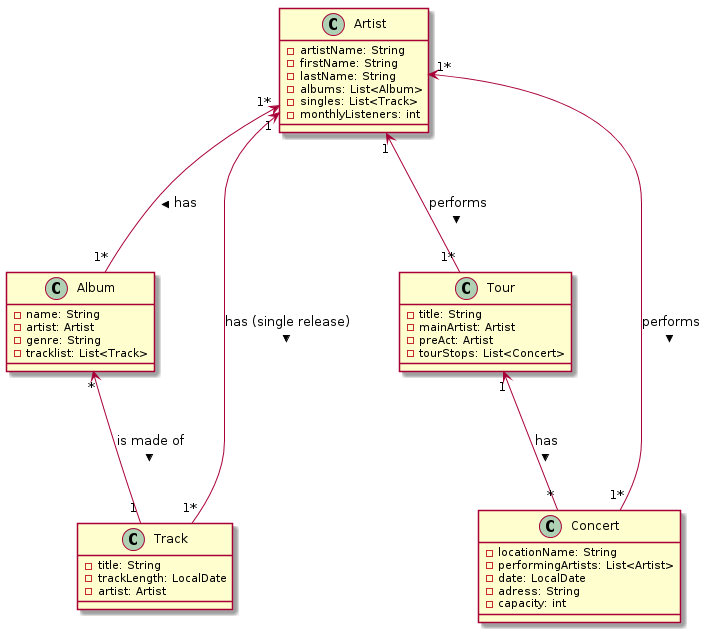 C Artist
artistName: String
firstName: String
lastName: String
albums: List<Album>
singles: List<Track>
monthlyListeners: int
1*
1*
1
1
has
performs
1*
1*
C Album
name: String
artist: Artist
genre: String
tracklist: List<Track>
C Tour
title: String
mainArtist: Artist
preAct: Artist
tourStops: List<Concert>
has (single release)
performs
*
1
is made of
has
1
1*
*
1*
C Track
title: String
trackLength: LocalDate
artist: Artist
C Concert
locationName: String
performingArtists: List<Artist>
date: LocalDate
adress: String
capacity: int